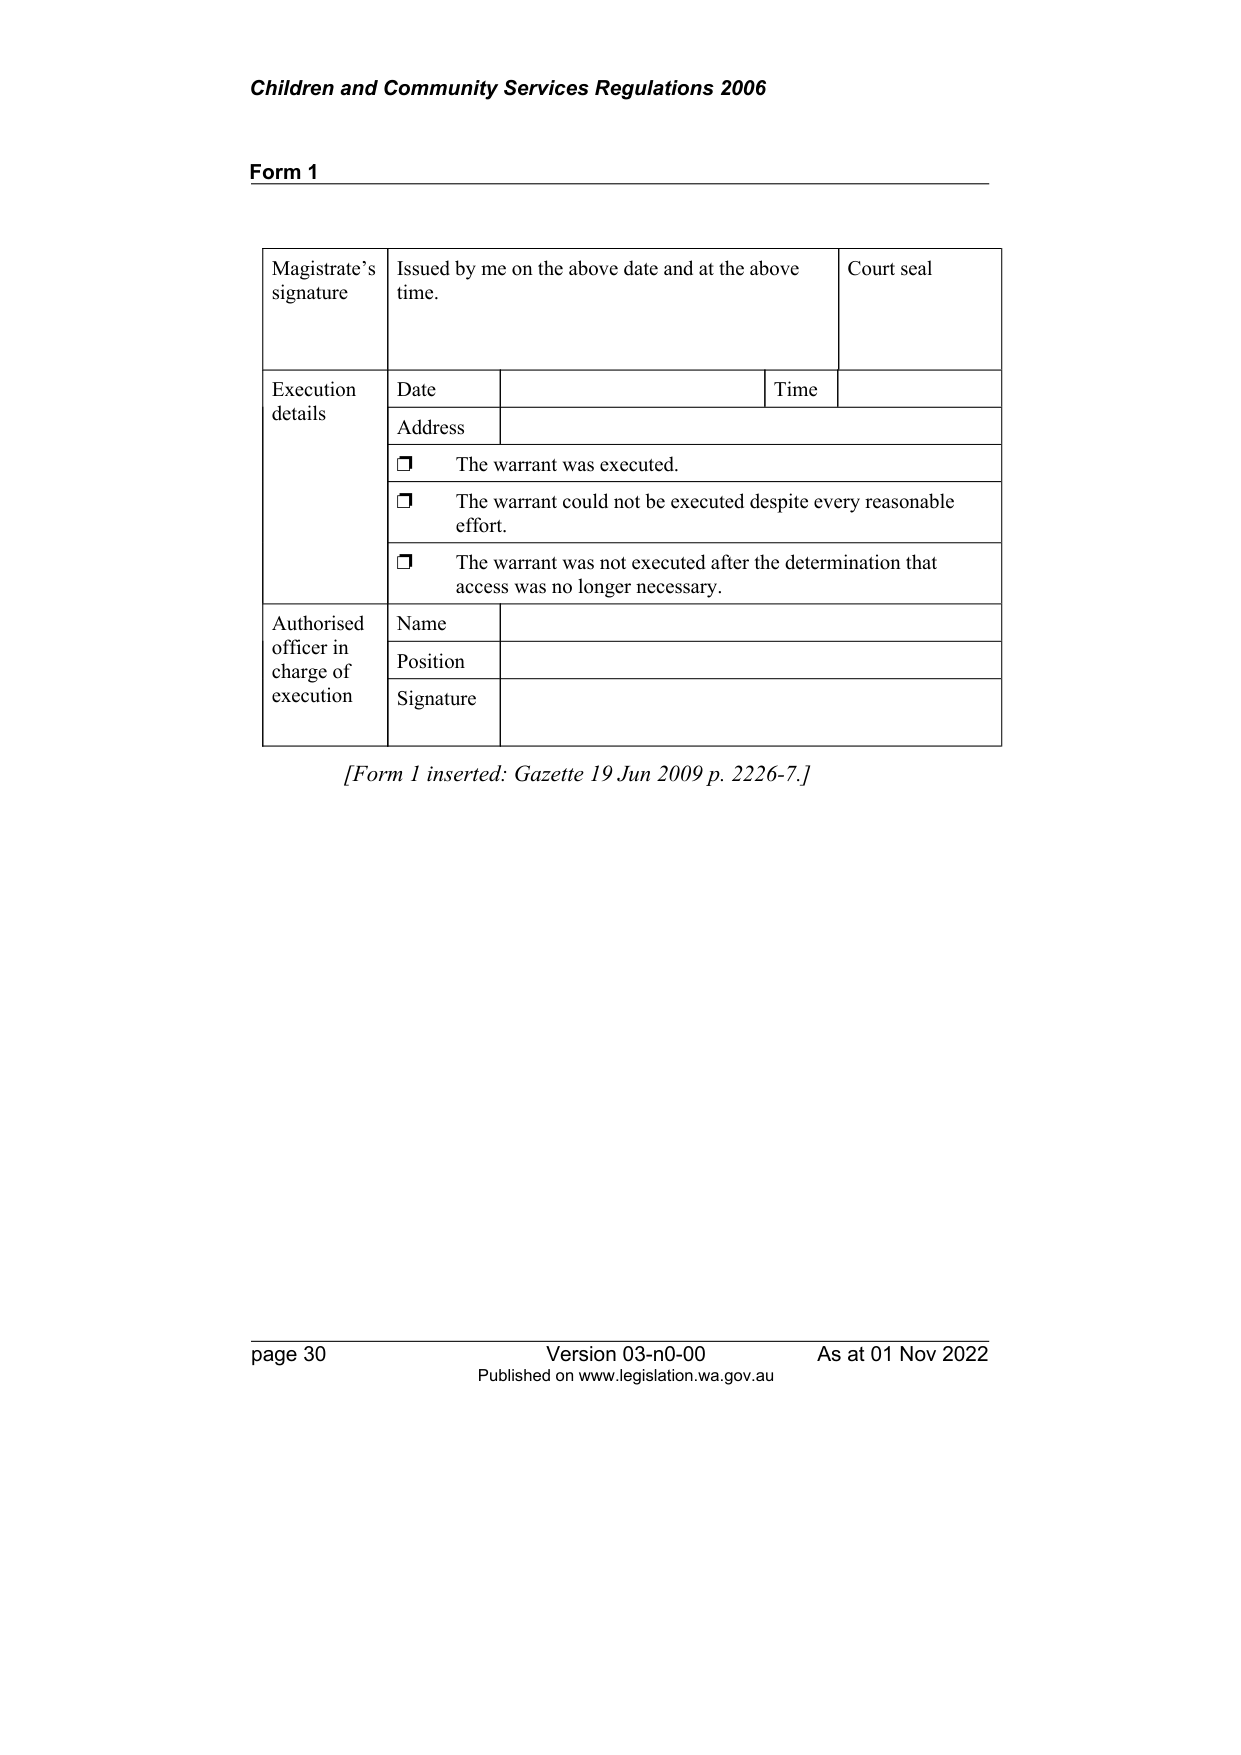 Children and Community Services Regulations 2006
Form 1
Magistrate’s
signature
Issued by me on the above date and at the above
time.
Court seal
Execution
details
Date
Time
Address
❒ The warrant was executed.
❒ The warrant could not be executed despite every reasonable
effort.
❒ The warrant was not executed after the determination that
access was no longer necessary.
Authorised
officer in
charge of
execution
Name
Position
Signature
[Form 1 inserted: Gazette 19 Jun 2009 p. 2226-7.]
page 30 Version 03-n0-00 As at 01 Nov 2022
Published on www.legislation.wa.gov.au